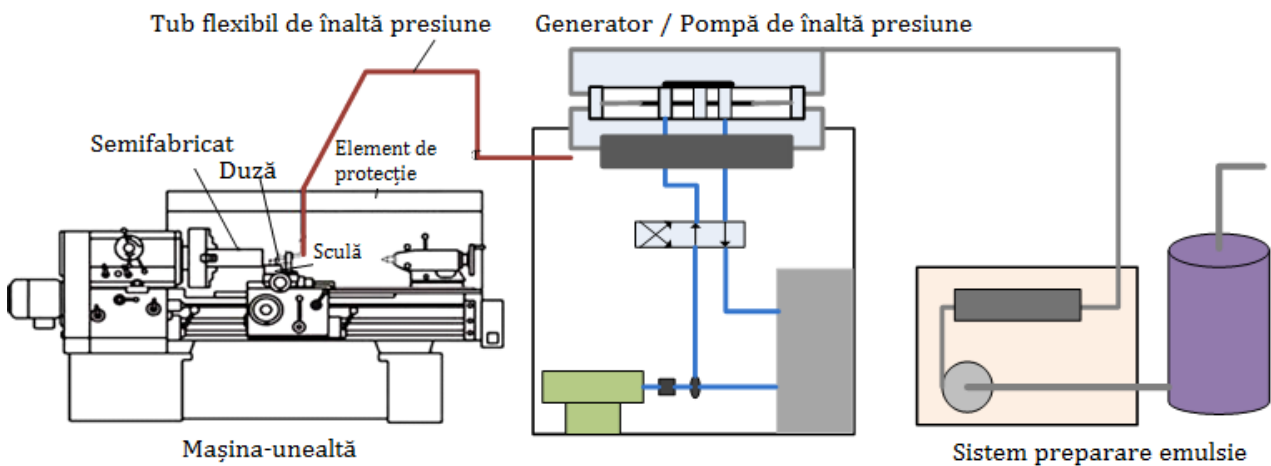 Tub flexibil de înaltă presiune
Generator / Pompă de înaltă presiune
Semifabricat
Duză
Element de
protecție
Sculă
Mașina-unealtă
Sistem preparare emulsie